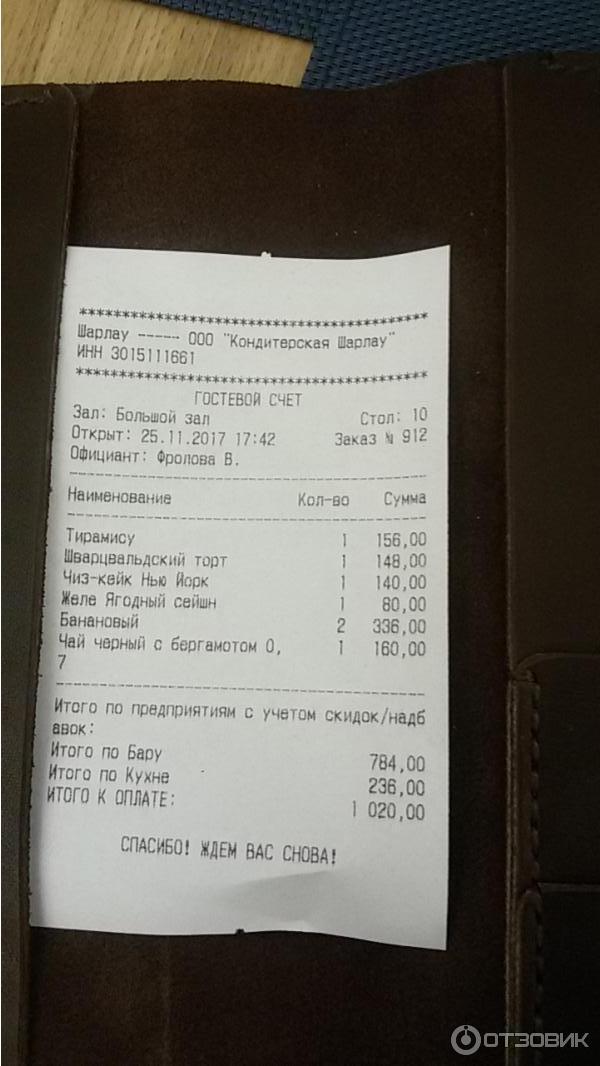 ****************************************
Шарлау ----- ООО "Кондитерская Шарлау"
ИНН 3015111661
****************************************
ГОСТЕВОЙ СЧЕТ
Зал: Большой зал Стол: 10
Открыт: 25.11.2017 17:42 Заказ № 912
Официант: Фролова В.
Наименование Кол-во Сумма
Тирамису 1 156,00
Шварцвальдский торт 1 148,00
Чиз-кейк Нью Йорк 1 140,00
Желе Ягодный сейшн 1 80,00
Банановый 2 336,00
Чай черный с бергамотом 0, 1 160,00
7
Итого по предприятиям с учетом скидок/надб
авок:
Итого по Бару 784,00
Итого по Кухне 236,00
ИТОГО К ОПЛАТЕ: 1 020,00
СПАСИБО! ЖДЕМ ВАС СНОВА!
ОТЗОВИК